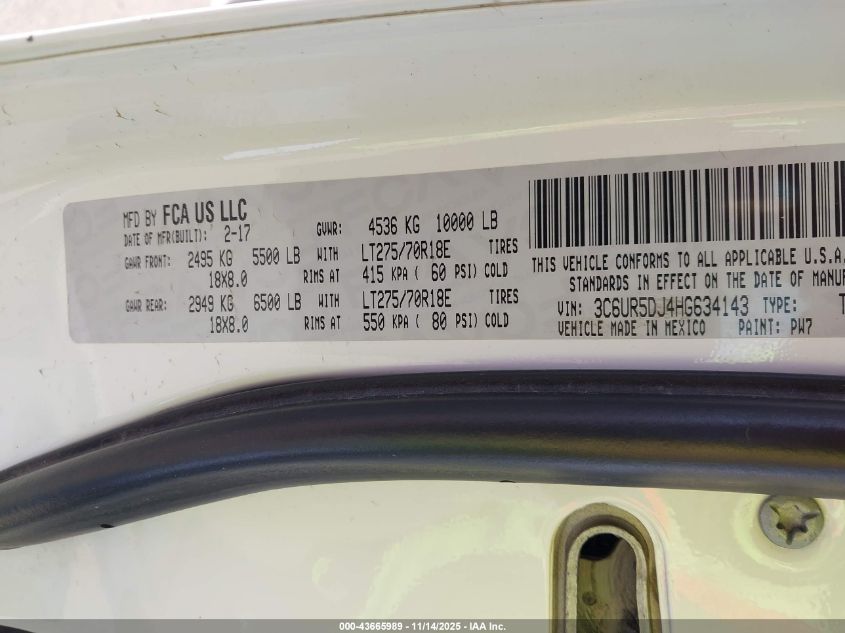 MFD BY FCA US LLC
DATE OF MFR(BUILT): 2-17 GVWR: 4536 KG 10000 LB
GAWR FRONT: 2495 KG 5500 LB WITH LT275/70R18E TIRES
18X8.0 RIMS AT 415 KPA ( 60 PSI) COLD
GAWR REAR: 2949 KG 6500 LB WITH LT275/70R18E TIRES
18X8.0 RIMS AT 550 KPA ( 80 PSI) COLD
THIS VEHICLE CONFORMS TO ALL APPLICABLE U.S.A.
STANDARDS IN EFFECT ON THE DATE OF MANUF
VIN: 3C6UR5DJ4HG634143 TYPE: T
VEHICLE MADE IN MEXICO PAINT: PW7
000-43665989 - 11/14/2025 - IAA Inc.